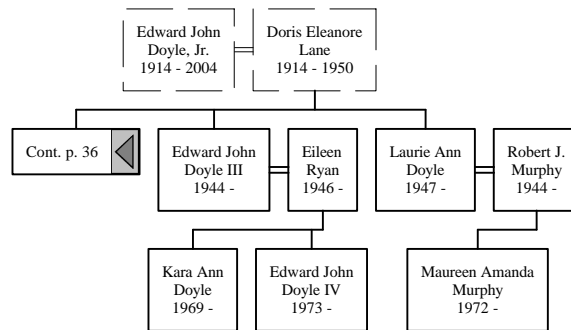 Edward John
Doyle, Jr.
1914 - 2004
Doris Eleanore
Lane
1914 - 1950
Cont. p. 36
Edward John
Doyle III
1944 -
Eileen
Ryan
1946 -
Laurie Ann
Doyle
1947 -
Robert J.
Murphy
1944 -
Kara Ann
Doyle
1969 -
Edward John
Doyle IV
1973 -
Maureen Amanda
Murphy
1972 -